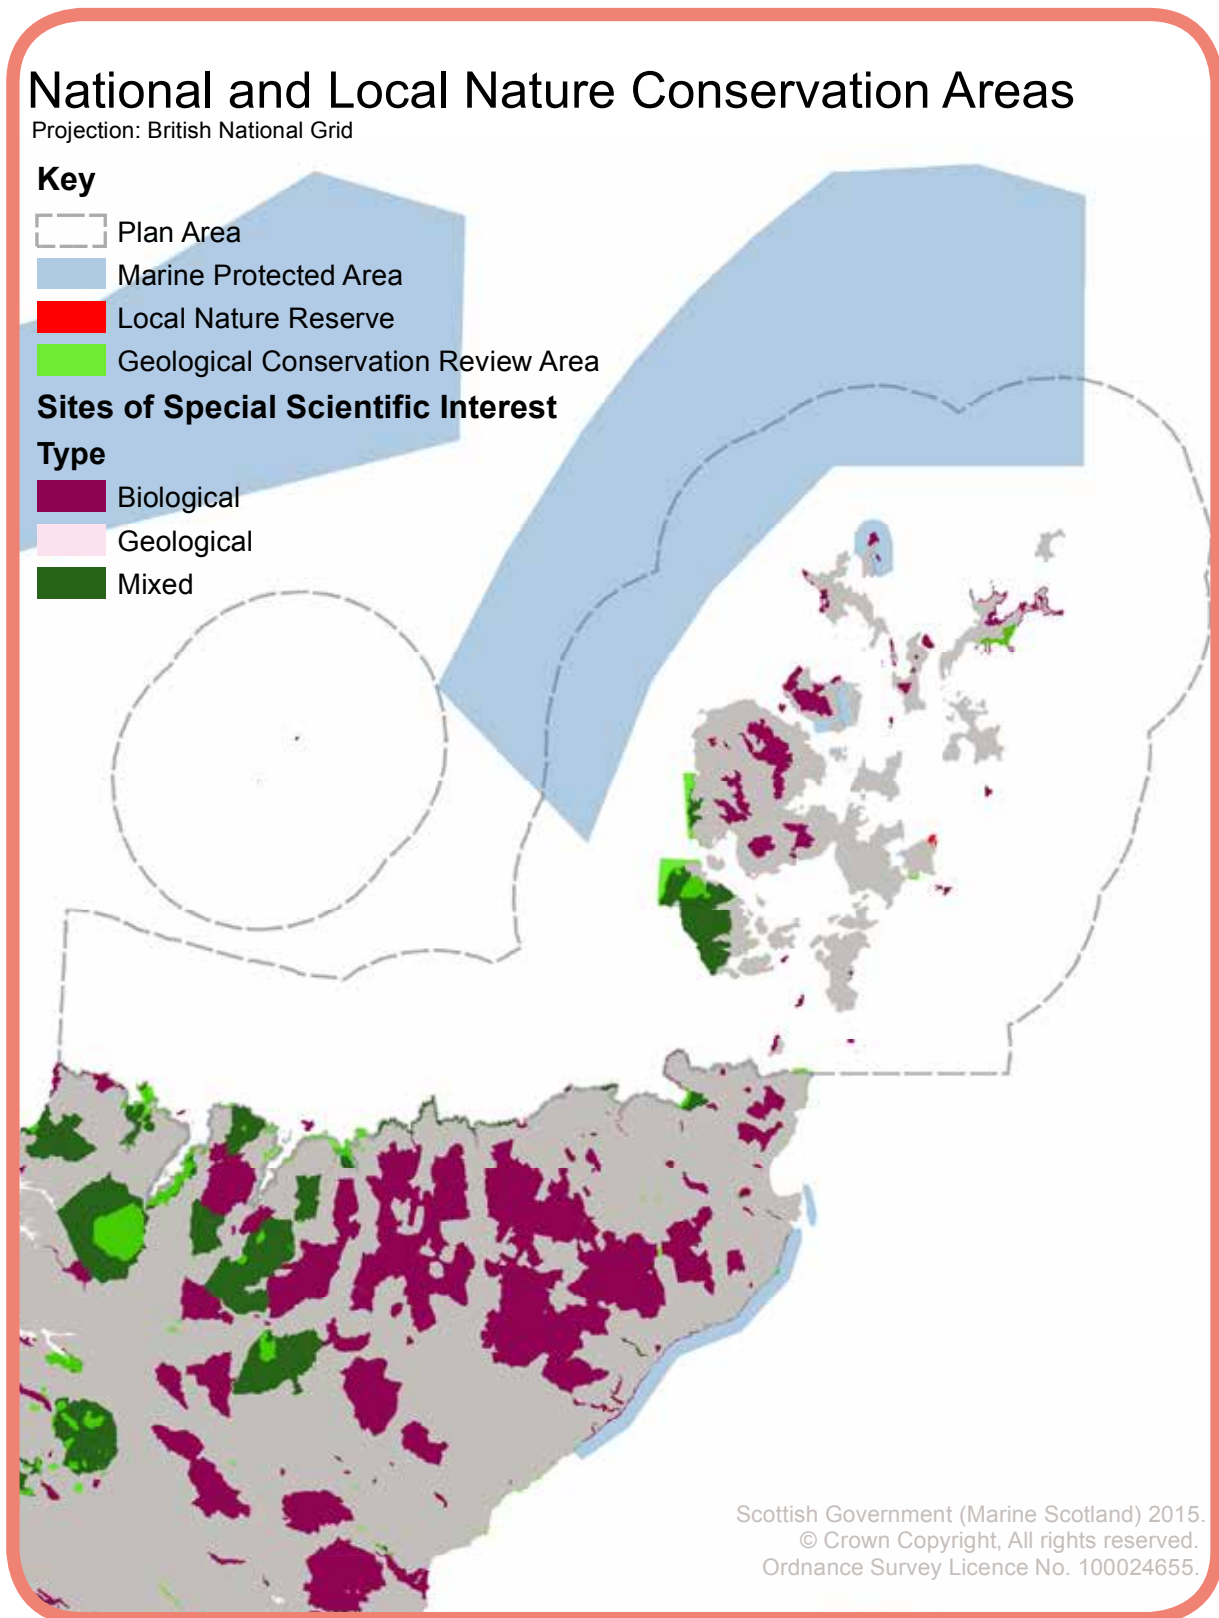 National and Local Nature Conservation Areas
Projection: British National Grid
Key
Plan Area
Marine Protected Area
Local Nature Reserve
Geological Conservation Review Area
Sites of Special Scientific Interest
Type
Biological
Geological
Mixed
Scottish Government (Marine Scotland) 2015.
© Crown Copyright, All rights reserved.
Ordnance Survey Licence No. 100024655.